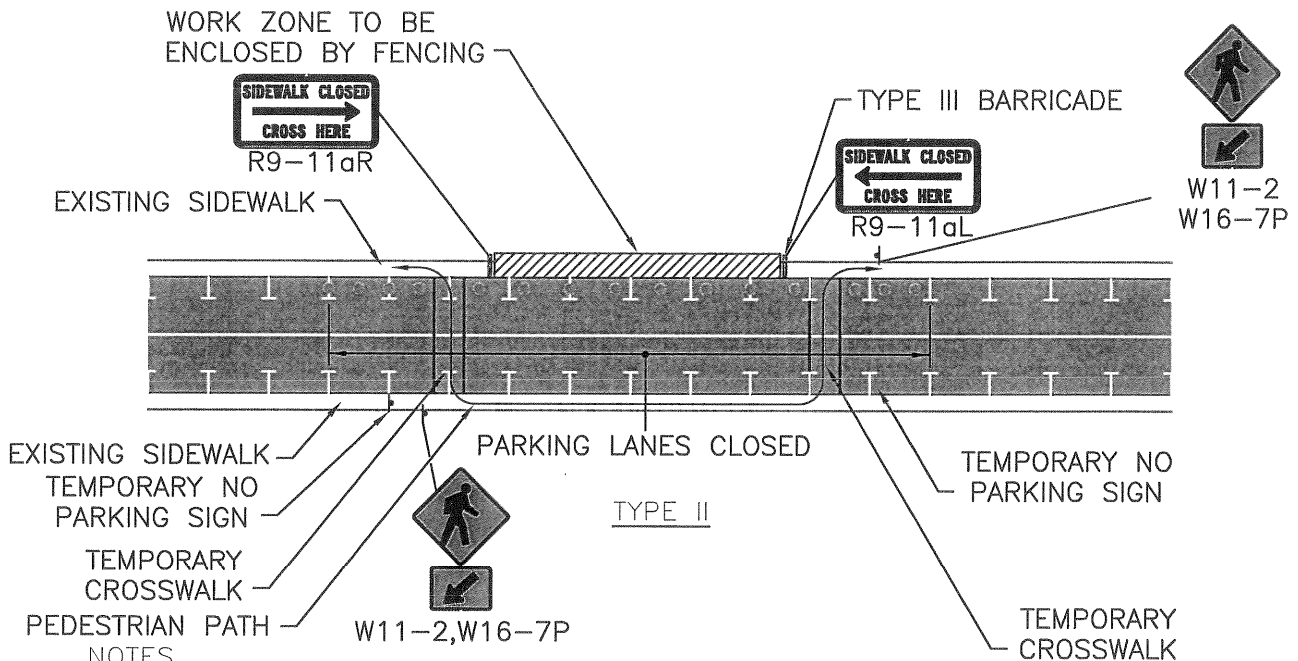 WORK ZONE TO BE
ENCLOSED BY FENCING
SIDEWALK CLOSED
CROSS HERE
R9-11aR
TYPE III BARRICADE
SIDEWALK CLOSED
CROSS HERE
R9-11aL
W11-2
W16-7P
EXISTING SIDEWALK
EXISTING SIDEWALK
TEMPORARY NO
PARKING SIGN
TEMPORARY
CROSSWALK
PEDESTRIAN PATH
NOTES
W11-2,W16-7P
PARKING LANES CLOSED
TYPE II
TEMPORARY NO
PARKING SIGN
TEMPORARY
CROSSWALK